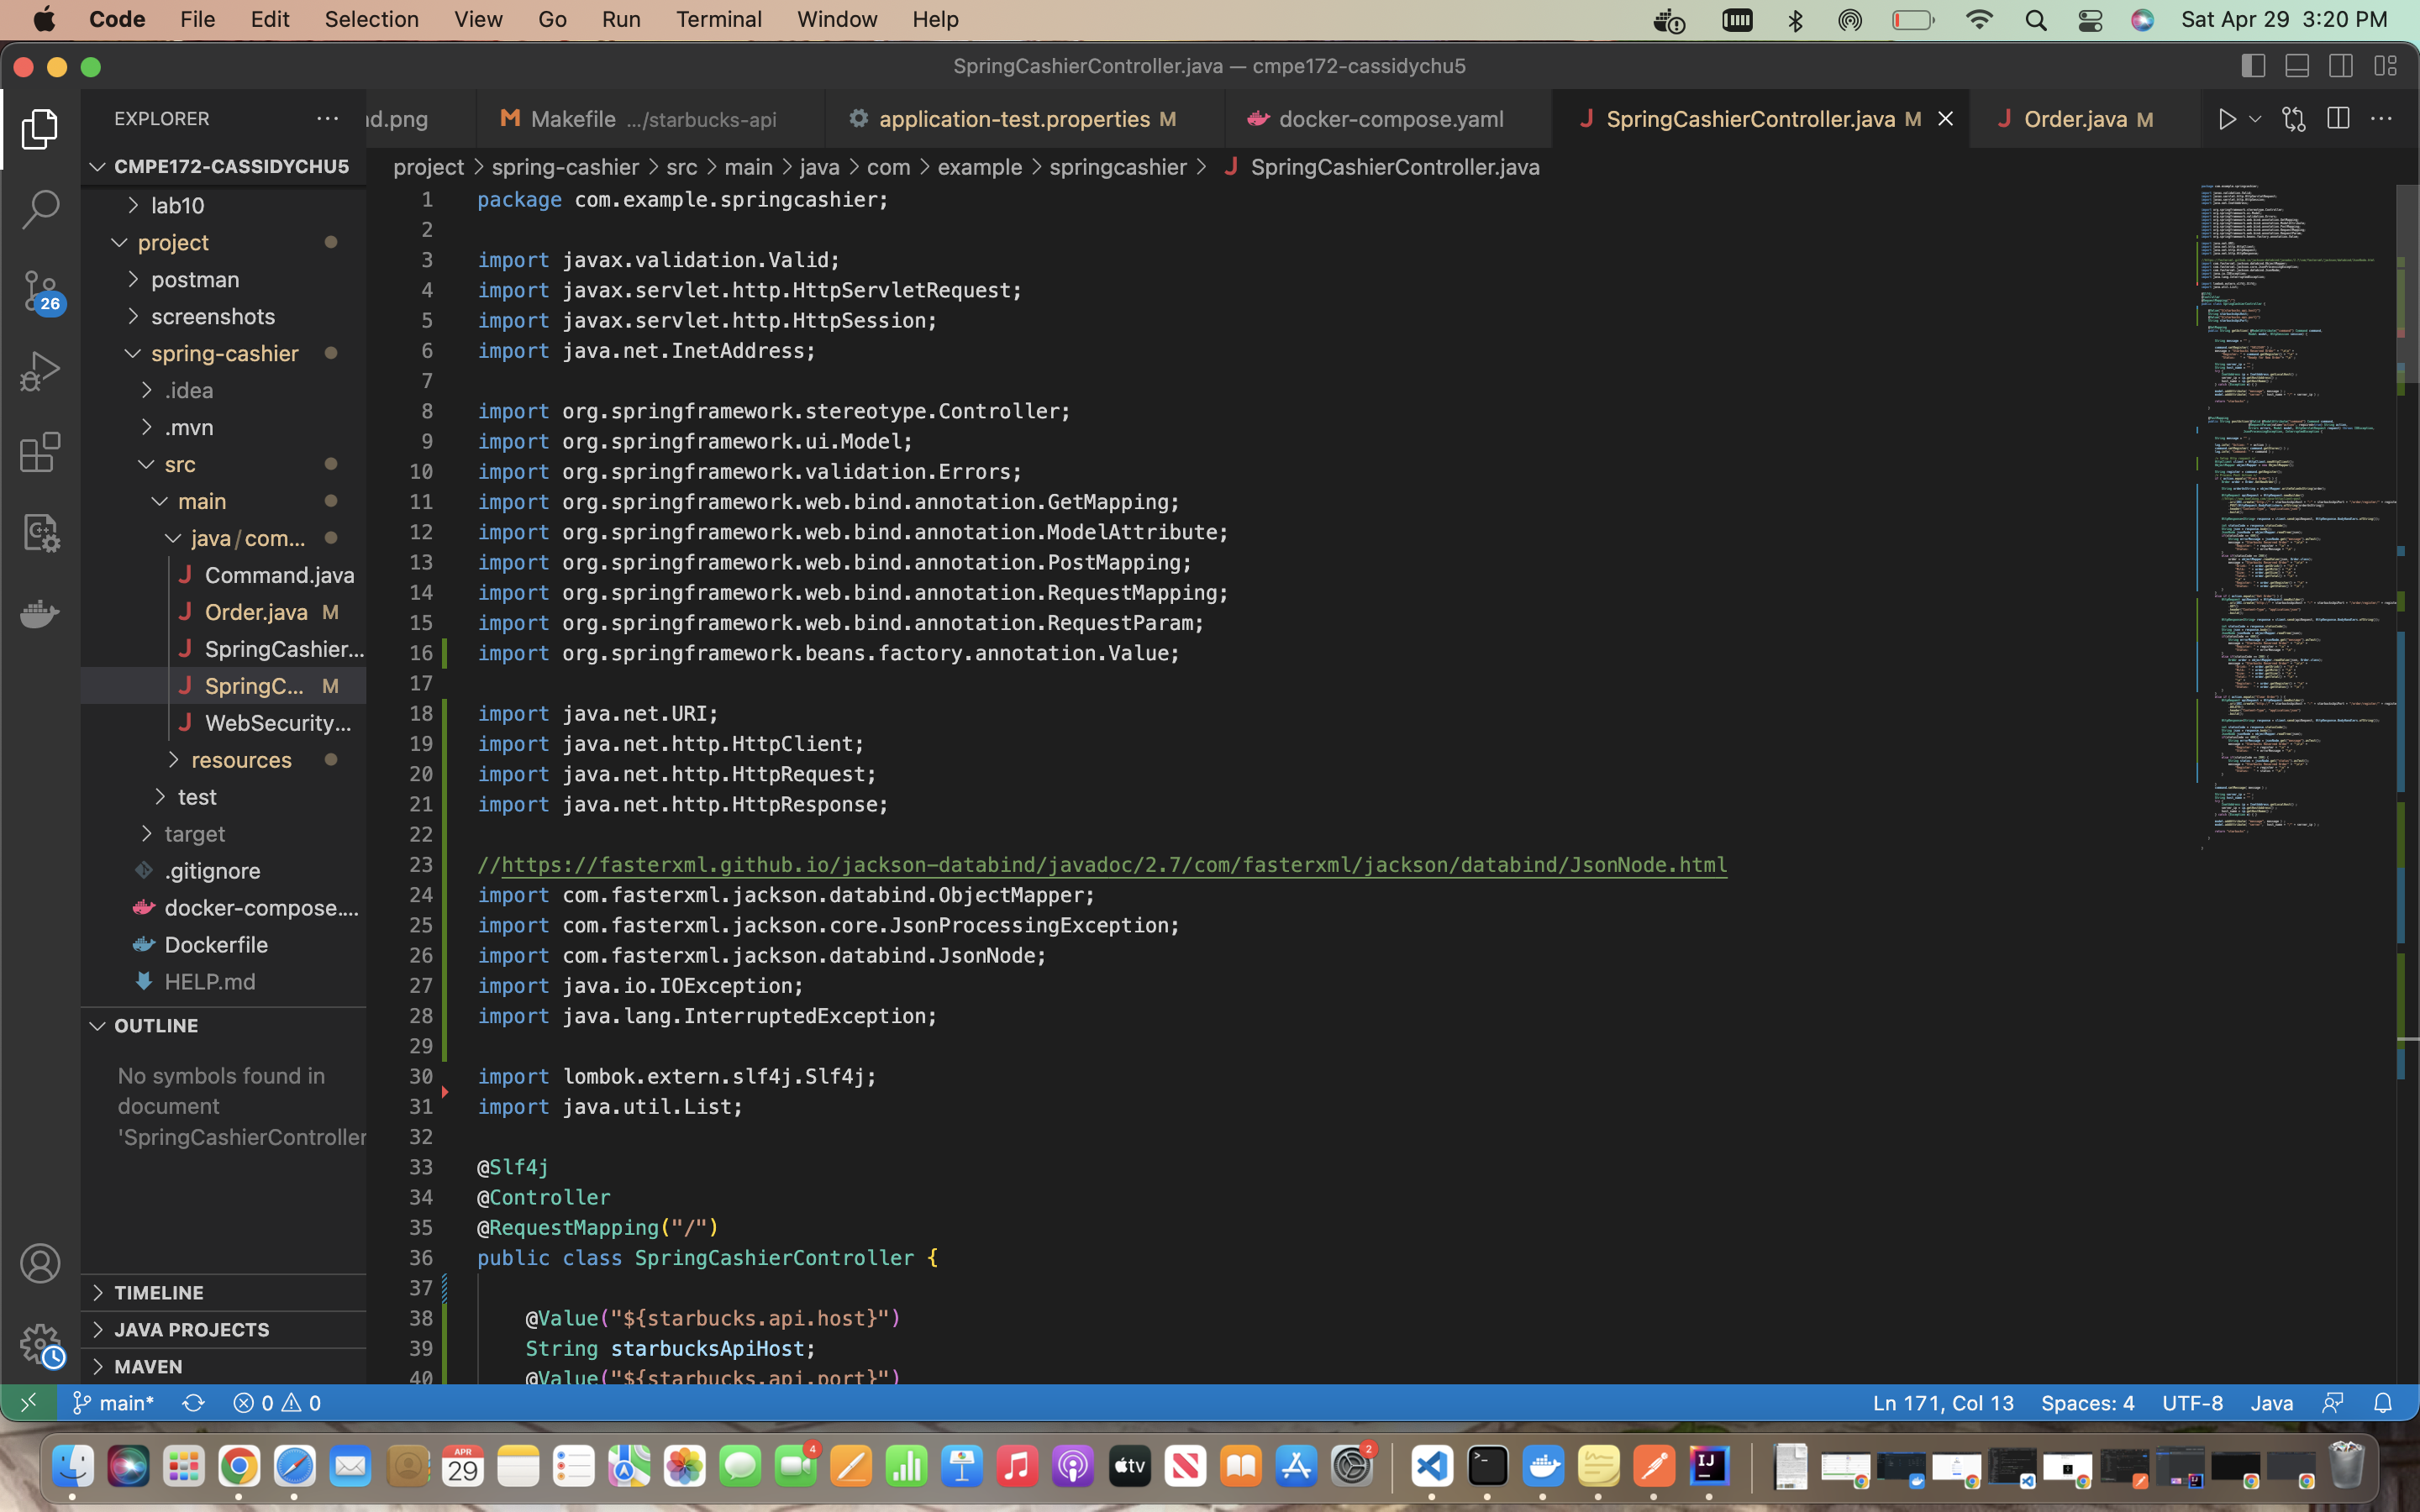 Code File Edit Selection View Go Run Terminal Window Help Sat Apr 29 3:20 PM
SpringCashierController.java — cmpe172-cassidychu5
EXPLORER
nd.png Makefile .../starbucks-api application-test.properties M docker-compose.yaml SpringCashierController.java M Order.java M
CMPE172-CASSIDYCHU5
project > spring-cashier > src > main > java > com > example > springcashier > SpringCashierController.java
lab10
project
postman
screenshots
spring-cashier
.idea
.mvn
src
main
java/com...
Command.java
Order.java M
SpringCashier...
SpringC... M
WebSecurity...
resources
test
target
.gitignore
docker-compose....
Dockerfile
HELP.md
OUTLINE
No symbols found in
document
'SpringCashierController
TIMELINE
JAVA PROJECTS
MAVEN
26
1 package com.example.springcashier;
2
3 import javax.validation.Valid;
4 import javax.servlet.http.HttpServletRequest;
5 import javax.servlet.http.HttpSession;
6 import java.net.InetAddress;
7
8 import org.springframework.stereotype.Controller;
9 import org.springframework.ui.Model;
10 import org.springframework.validation.Errors;
11 import org.springframework.web.bind.annotation.GetMapping;
12 import org.springframework.web.bind.annotation.ModelAttribute;
13 import org.springframework.web.bind.annotation.PostMapping;
14 import org.springframework.web.bind.annotation.RequestMapping;
15 import org.springframework.web.bind.annotation.RequestParam;
16 import org.springframework.beans.factory.annotation.Value;
17
18 import java.net.URI;
19 import java.net.http.HttpClient;
20 import java.net.http.HttpRequest;
21 import java.net.http.HttpResponse;
22
23 //https://fasterxml.github.io/jackson-databind/javadoc/2.7/com/fasterxml/jackson/databind/JsonNode.html
24 import com.fasterxml.jackson.databind.ObjectMapper;
25 import com.fasterxml.jackson.core.JsonProcessingException;
26 import com.fasterxml.jackson.databind.JsonNode;
27 import java.io.IOException;
28 import java.lang.InterruptedException;
29
30 import lombok.extern.slf4j.Slf4j;
31 import java.util.List;
32
33 @Slf4j
34 @Controller
35 @RequestMapping("/")
36 public class SpringCashierController {
37
38 @Value("${starbucks.api.host}")
39 String starbucksApiHost;
40 @Value("${starbucks.api.port}")
main* 0 0 Ln 171, Col 13 Spaces: 4 UTF-8 Java
APR
29
4
tv
2
IJ